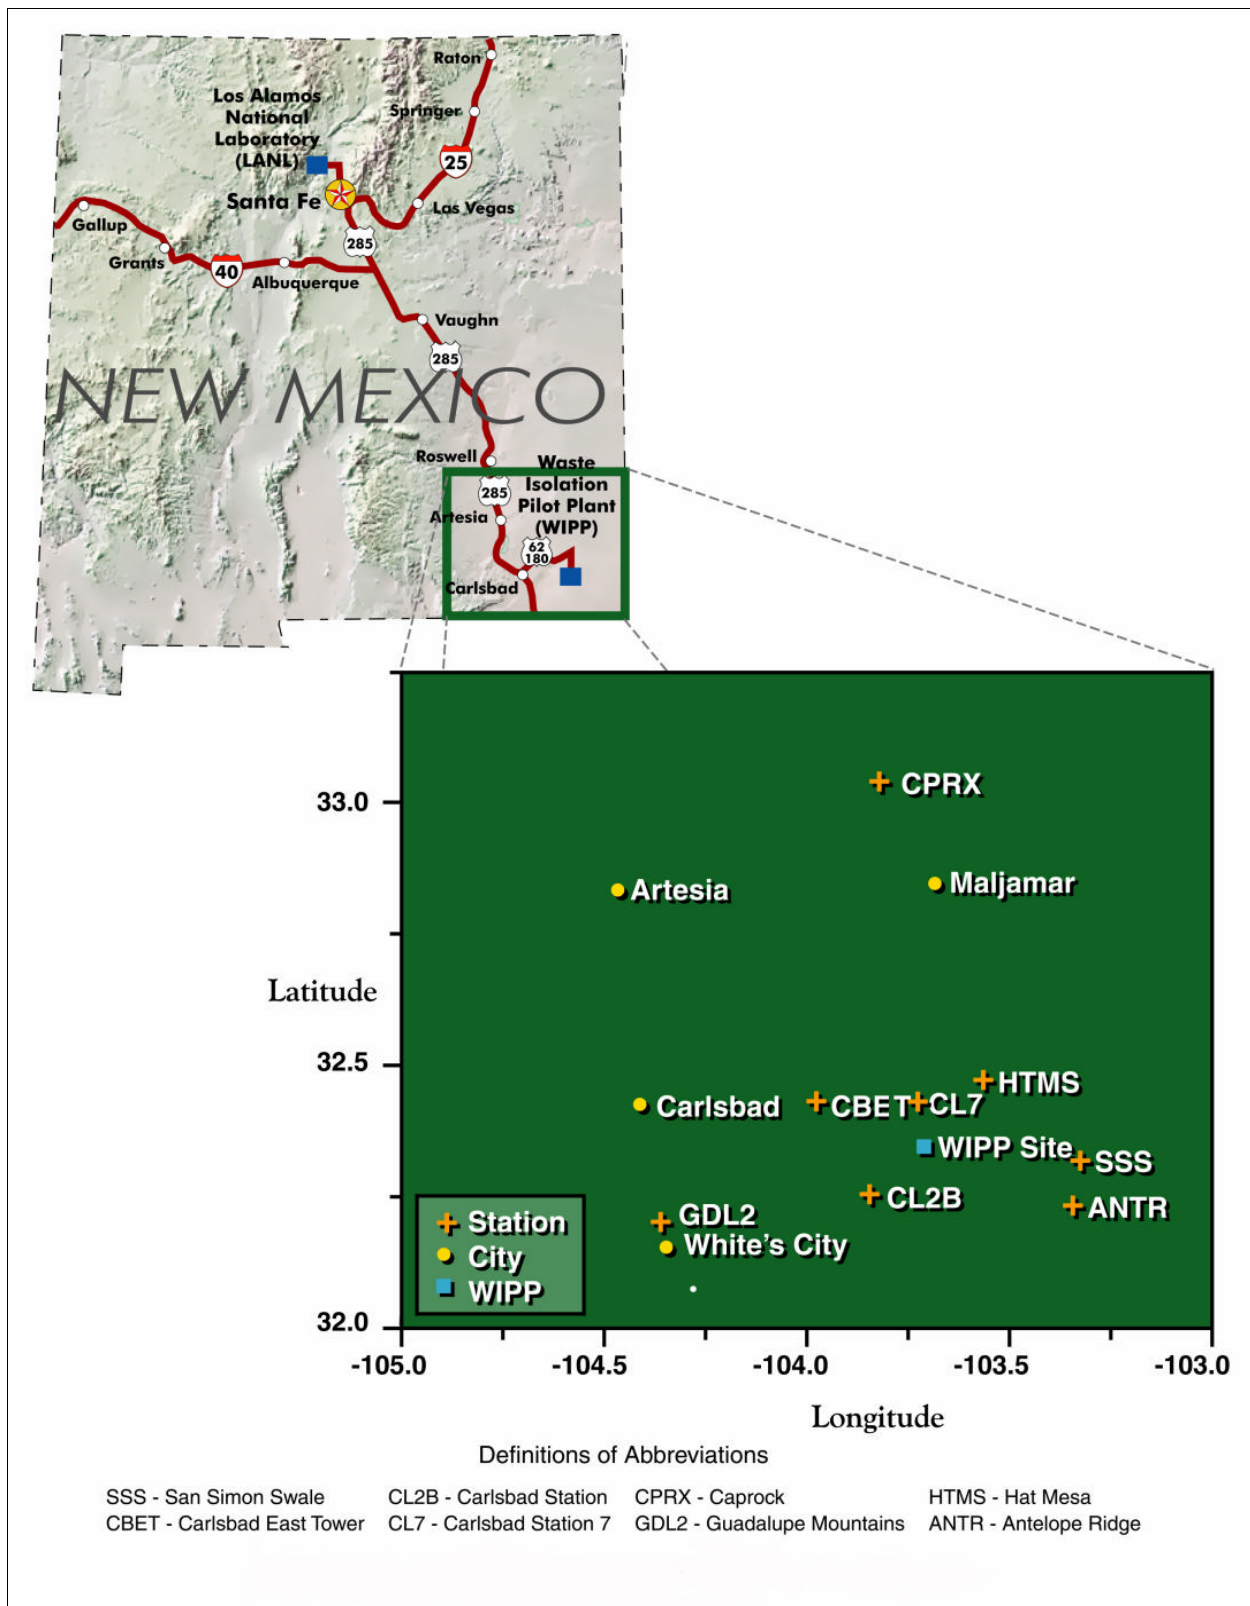 Raton
Los Alamos
National
Laboratory
(LANL)
Springer
25
Santa Fe
Las Vegas
Gallup
285
Grants
40
Albuquerque
Vaughn
285
NEW MEXICO
Roswell
Waste
Isolation
Pilot Plant
(WIPP)
285
Artesia
62
180
Carlsbad
CPRX
33.0
Artesia
Maljamar
Latitude
32.5
HTMS
Carlsbad
CBET
CL7
WIPP Site
SSS
CL2B
ANTR
GDL2
White's City
Station
City
WIPP
32.0
-105.0 -104.5 -104.0 -103.5 -103.0
Longitude
Definitions of Abbreviations
SSS - San Simon Swale CL2B - Carlsbad Station CPRX - Caprock HTMS - Hat Mesa
CBET - Carlsbad East Tower CL7 - Carlsbad Station 7 GDL2 - Guadalupe Mountains ANTR - Antelope Ridge